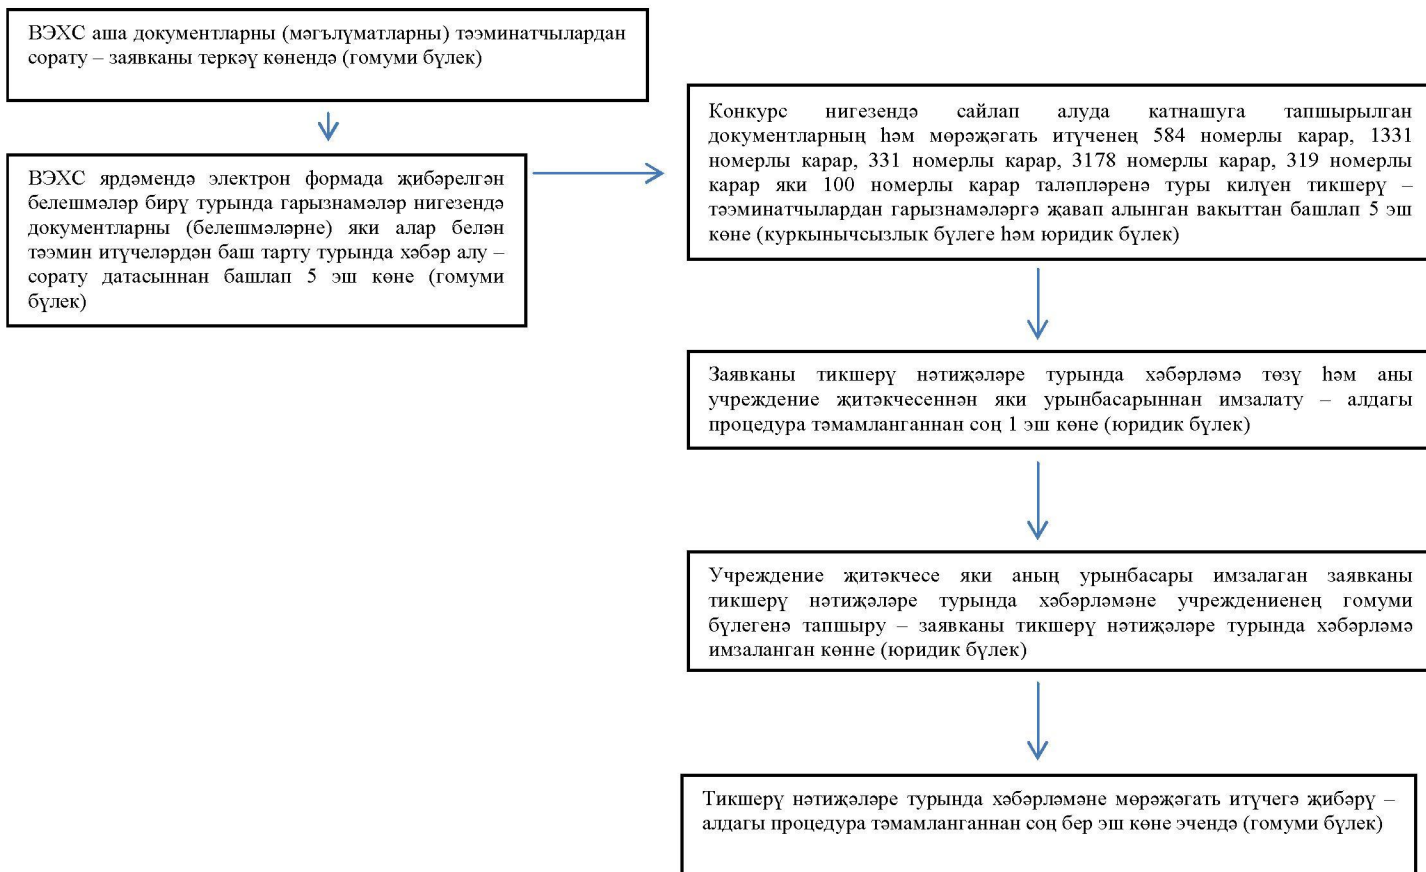 ВЭХС аша документларны (мәгълүматларны) тәэминатчылардан
сорату – заявканы теркәү көнендә (гомуми бүлек)
ВЭХС ярдәмендә электрон формада җибәрелгән
белешмәләр бирү турында гарызнамәләр нигезендә
документларны (белешмәләрне) яки алар белән
тәэмин итүчеләрдән баш тарту турында хәбәр алу –
сорату датасыннан башлап 5 эш көне (гомуми
бүлек)
Конкурс нигезендә сайлап алуда катнашуга тапшырылган
документларның һәм мөрәҗәгать итүченең 584 номерлы карар, 1331
номерлы карар, 331 номерлы карар, 3178 номерлы карар, 319 номерлы
карар яки 100 номерлы карар таләпләренә туры килүен тикшерү –
тәэминатчылардан гарызнамәләргә җавап алынган вакыттан башлап 5 эш
көне (куркынычсызлык бүлеге һәм юридик бүлек)
Заявканы тикшерү нәтиҗәләре турында хәбәрләмә төзү һәм аны
учреждение җитәкчесеннән яки урынбасарыннан имзалату – алдагы
процедура тәмамланганнан соң 1 эш көне (юридик бүлек)
Учреждение җитәкчесе яки аның урынбасары имзалаган заявканы
тикшерү нәтиҗәләре турында хәбәрләмәне учреждениенең гомуми
бүлегенә тапшыру – заявканы тикшерү нәтиҗәләре турында хәбәрләмә
имзаланган көнне (юридик бүлек)
Тикшерү нәтиҗәләре турында хәбәрләмәне мөрәҗәгать итүчегә җибәрү –
алдагы процедура тәмамланганнан соң бер эш көне эчендә (гомуми бүлек)